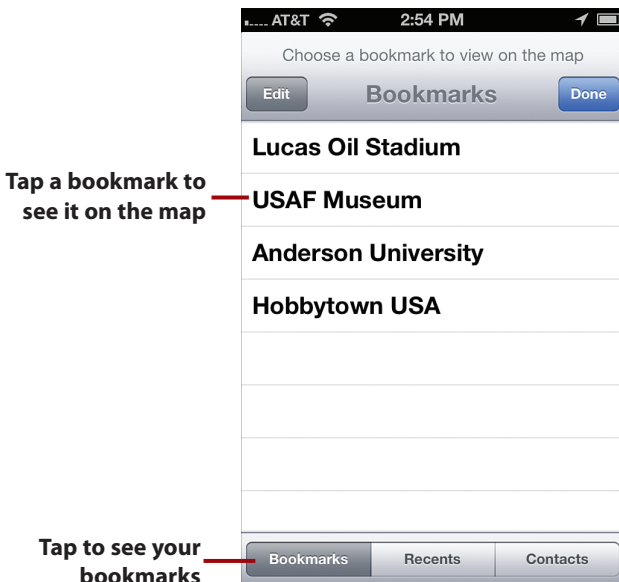 AT&T 2:54 PM
Choose a bookmark to view on the map
Edit Bookmarks Done
Lucas Oil Stadium
Tap a bookmark to
see it on the map
USAF Museum
Anderson University
Hobbytown USA
Tap to see your
bookmarks
Bookmarks Recents Contacts